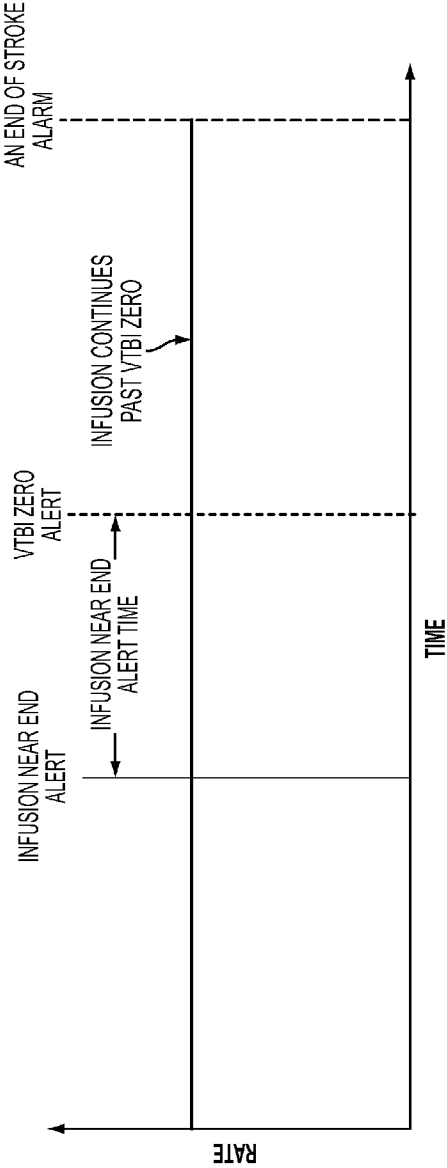 INFUSION NEAR END
ALERT
VTBI ZERO
ALERT
AN END OF STROKE
ALARM
INFUSION NEAR END
ALERT TIME
INFUSION CONTINUES
PAST VTBI ZERO
RATE
TIME